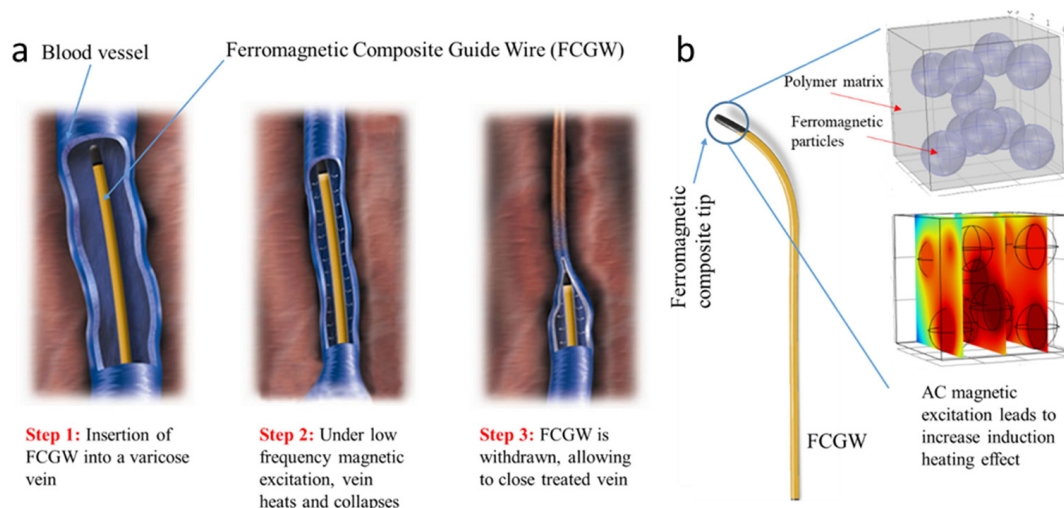 a
Blood vessel
Ferromagnetic Composite Guide Wire (FCGW)
Step 1: Insertion of
FCGW into a varicose
vein
Step 2: Under low
frequency magnetic
excitation, vein
heats and collapses
Step 3: FCGW is
withdrawn, allowing
to close treated vein
b
Polymer matrix
Ferromagnetic
particles
Ferromagnetic
composite tip
FCGW
AC magnetic
excitation leads to
increase induction
heating effect